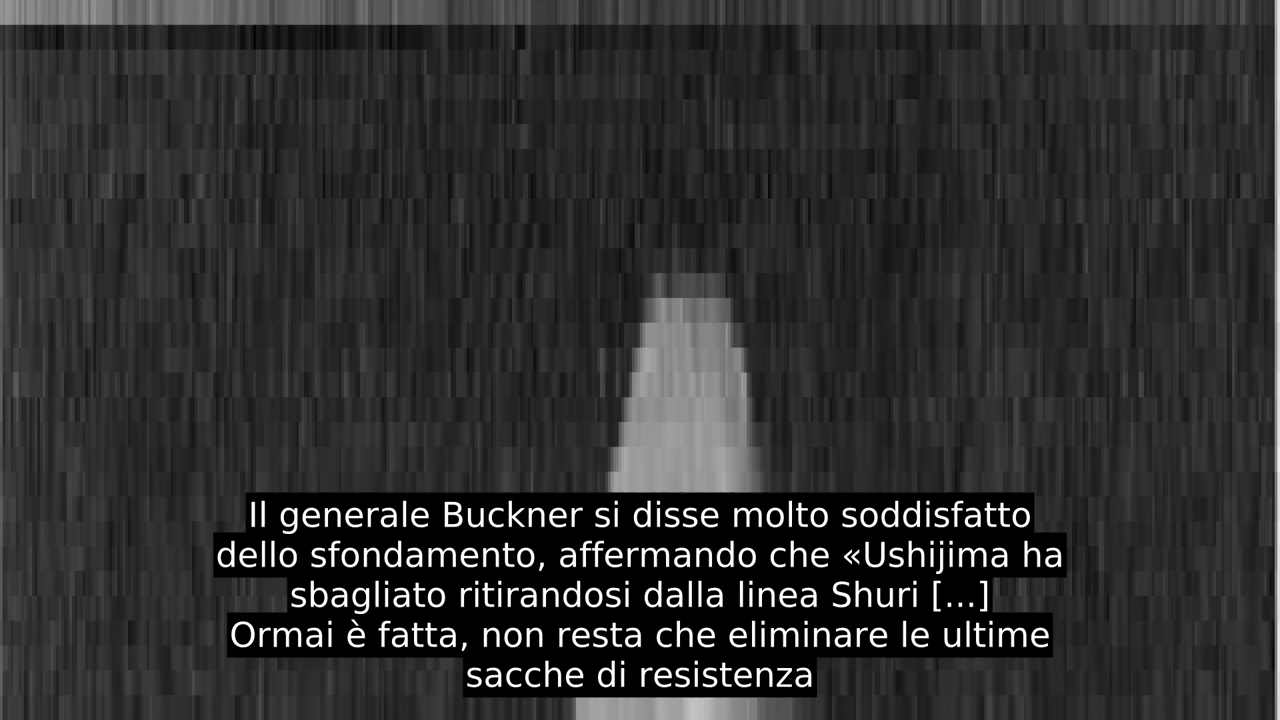 Il generale Buckner si disse molto soddisfatto
dello sfondamento, affermando che «Ushijima ha
sbagliato ritirandosi dalla linea Shuri [...]
Ormai è fatta, non resta che eliminare le ultime
sacche di resistenza